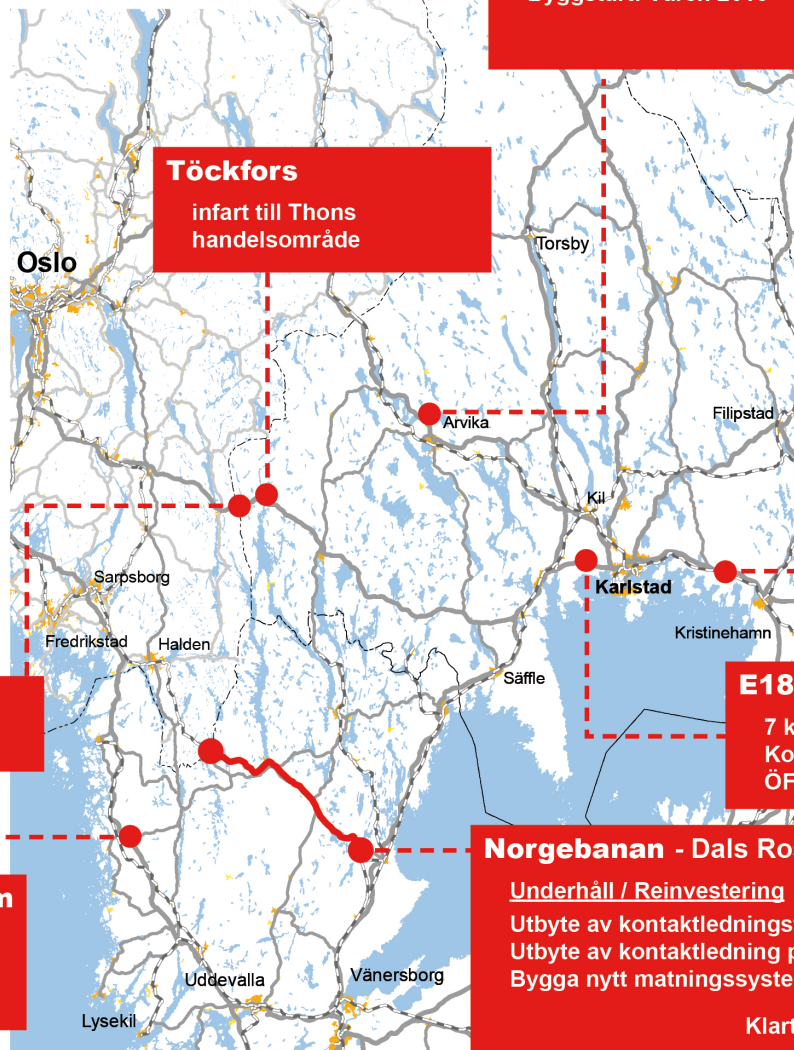 Töckfors
infart till Thons
handelsområde
Oslo
Torsby
Arvika
Filipstad
Kil
Karlstad
Sarpsborg
Fredrikstad
Halden
Kristinehamn
Säffle
E18
7 k
Ko
ÖF
Norgebanan - Dals Ro
Underhåll / Reinvestering
Utbyte av kontaktlednings
Utbyte av kontaktledning p
Bygga nytt matningssyste
Klart
Uddevalla
Vänersborg
Lysekil